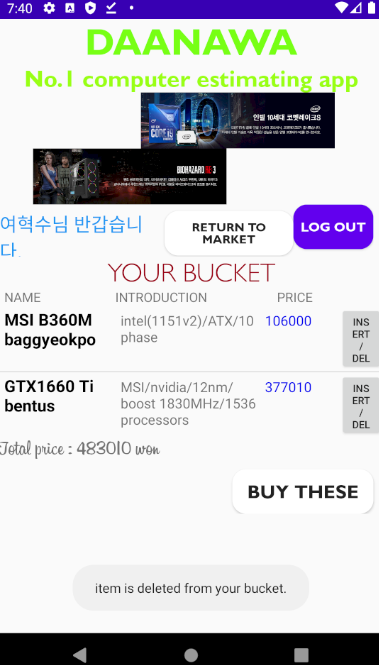 7:40
DAANAWA
No.1 computer estimating app
인텔 10세대 코멧레이크S
10
BIOHAZARD RE:3
여혁수님 반갑습니
다.
RETURN TO
MARKET
LOG OUT
YOUR BUCKET
NAME INTRODUCTION PRICE
MSI B360M
baggyeokpo
intel(1151v2)/ATX/10
phase
106000
INS
ERT
/
DEL
GTX1660 Ti
bentus
MSI/nvidia/12nm/
boost 1830MHz/1536
processors
377010
INS
ERT
/
DEL
Total price : 483010 won
BUY THESE
item is deleted from your bucket.